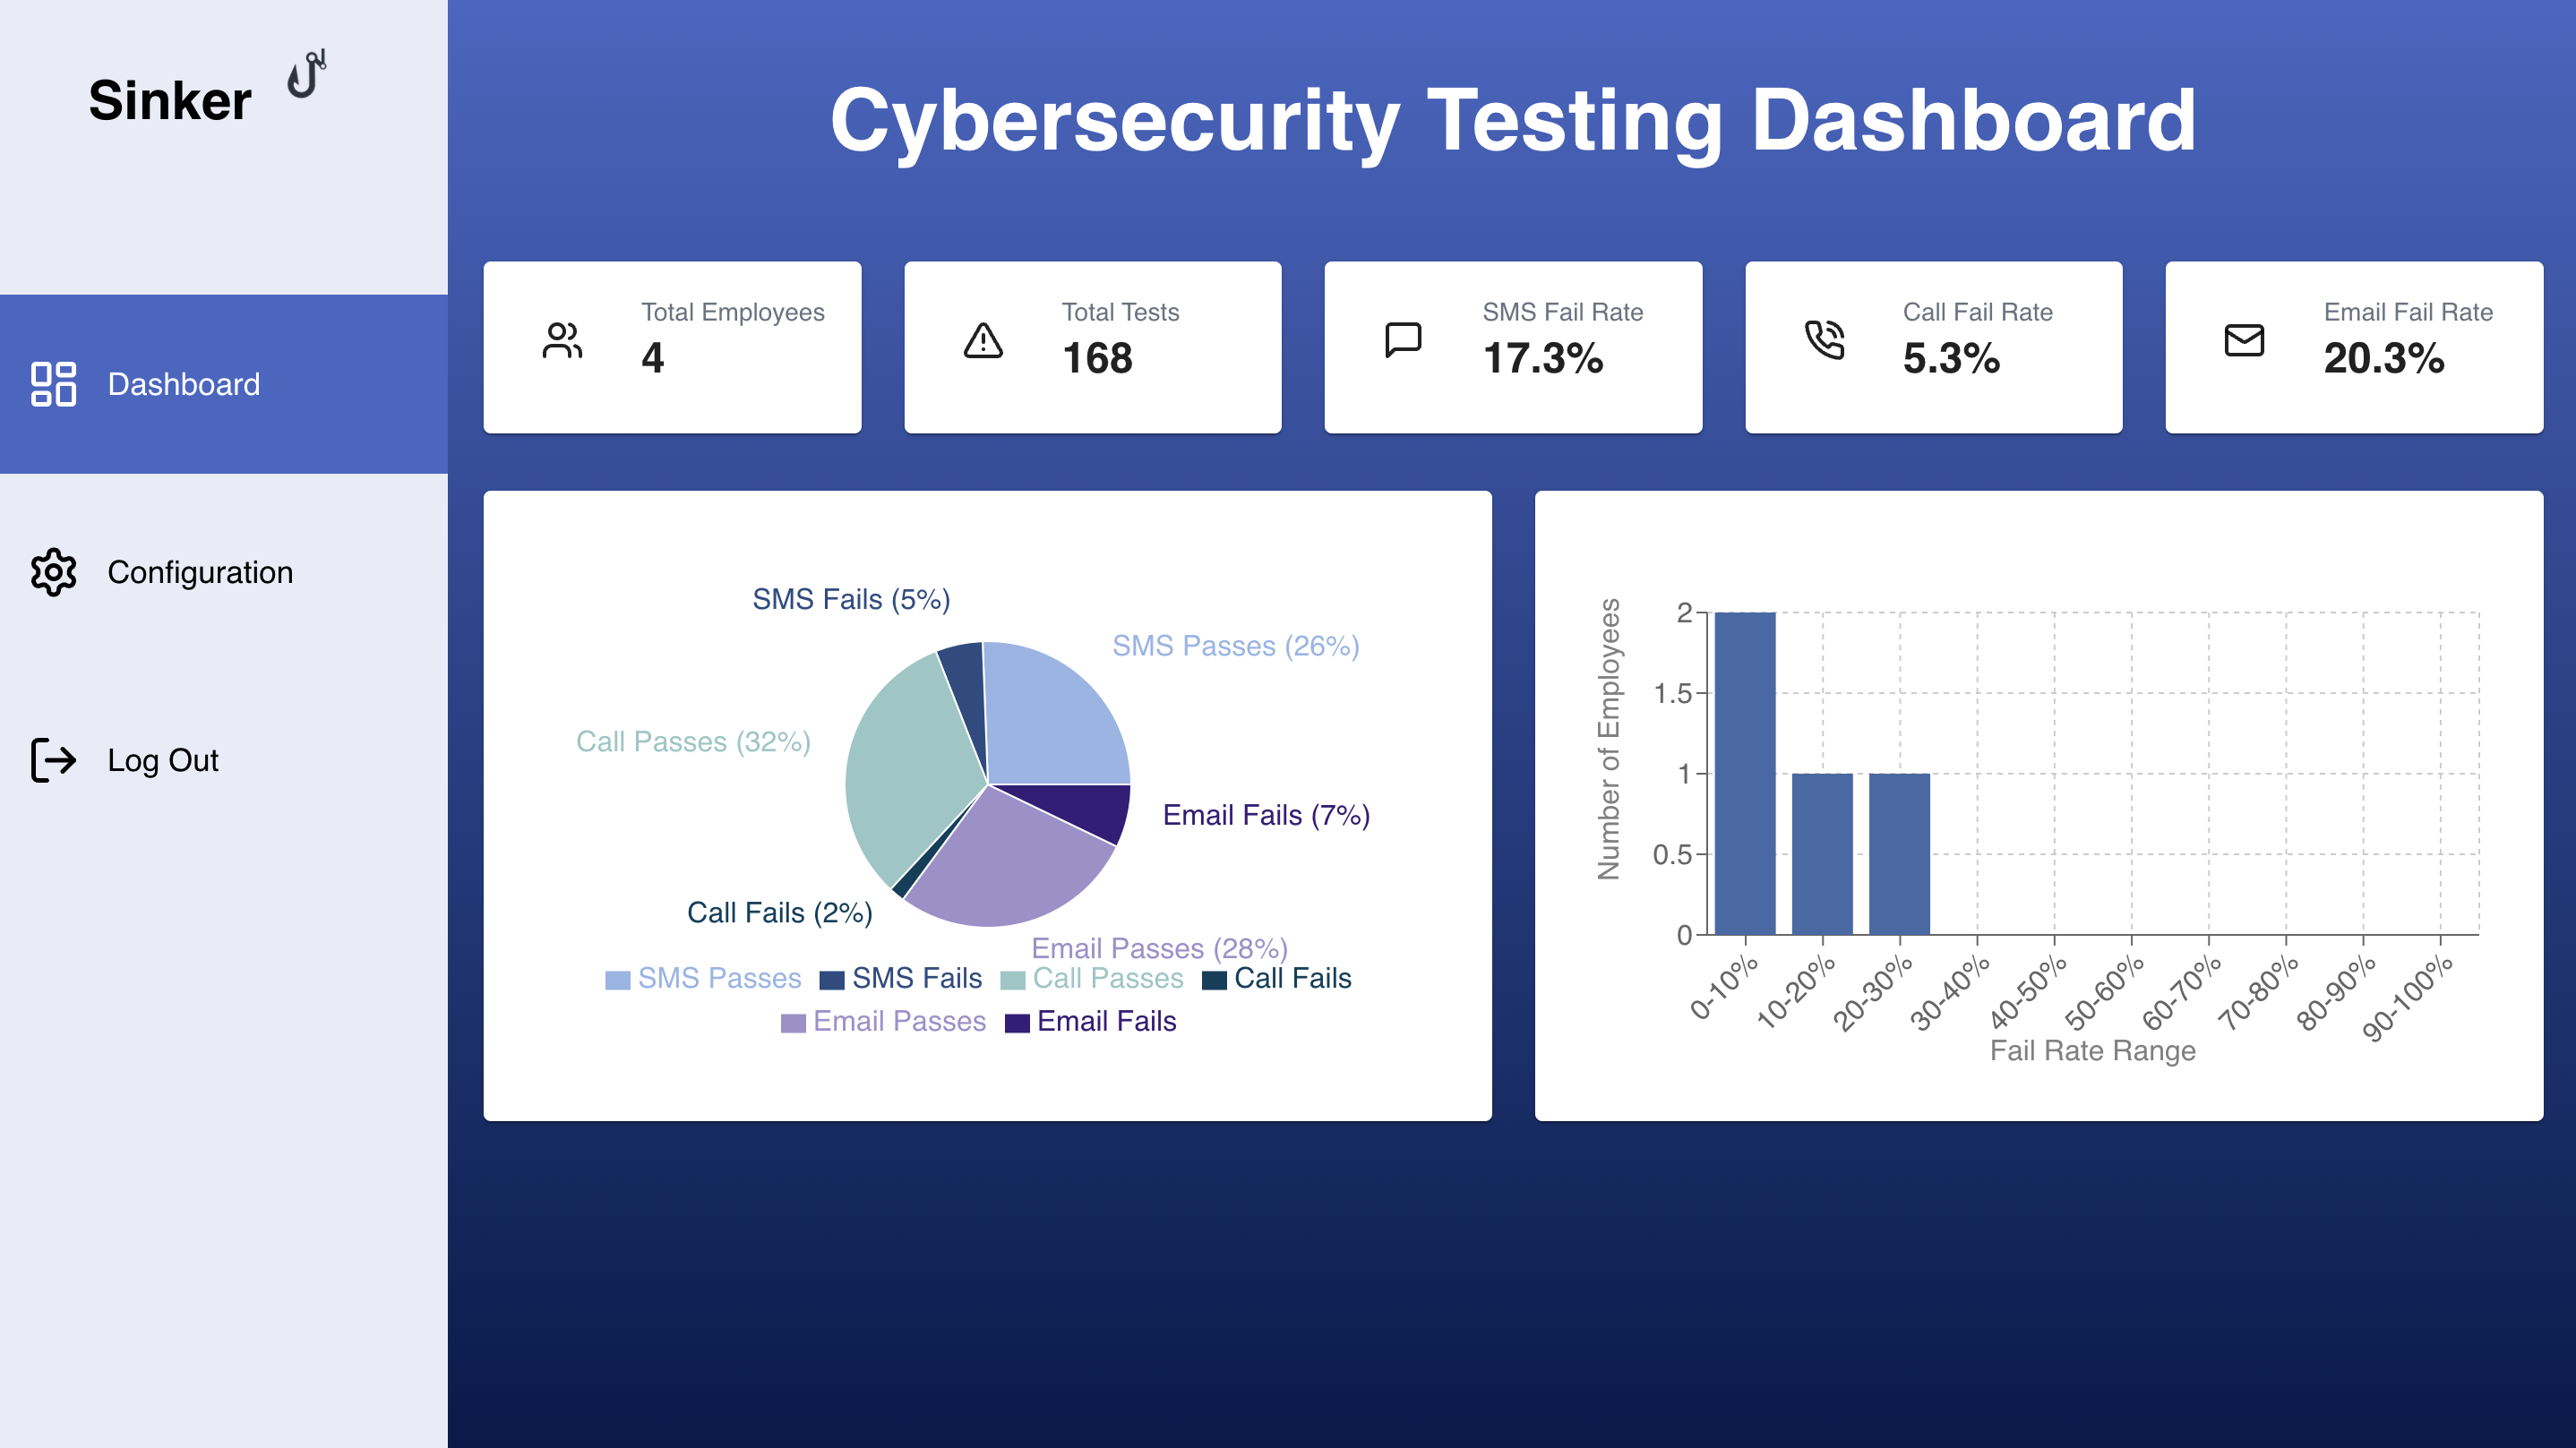 Sinker
Cybersecurity Testing Dashboard
Dashboard
Configuration
Log Out
Total Employees
4
Total Tests
168
SMS Fail Rate
17.3%
Call Fail Rate
5.3%
Email Fail Rate
20.3%
SMS Fails (5%)
SMS Passes (26%)
Call Passes (32%)
Email Fails (7%)
Call Fails (2%)
Email Passes (28%)
SMS Passes SMS Fails Call Passes Call Fails
Email Passes Email Fails
Number of Employees
2
1.5
1
0.5
0
0-10% 10-20% 20-30% 30-40% 40-50% 50-60% 60-70% 70-80% 80-90% 90-100%
Fail Rate Range